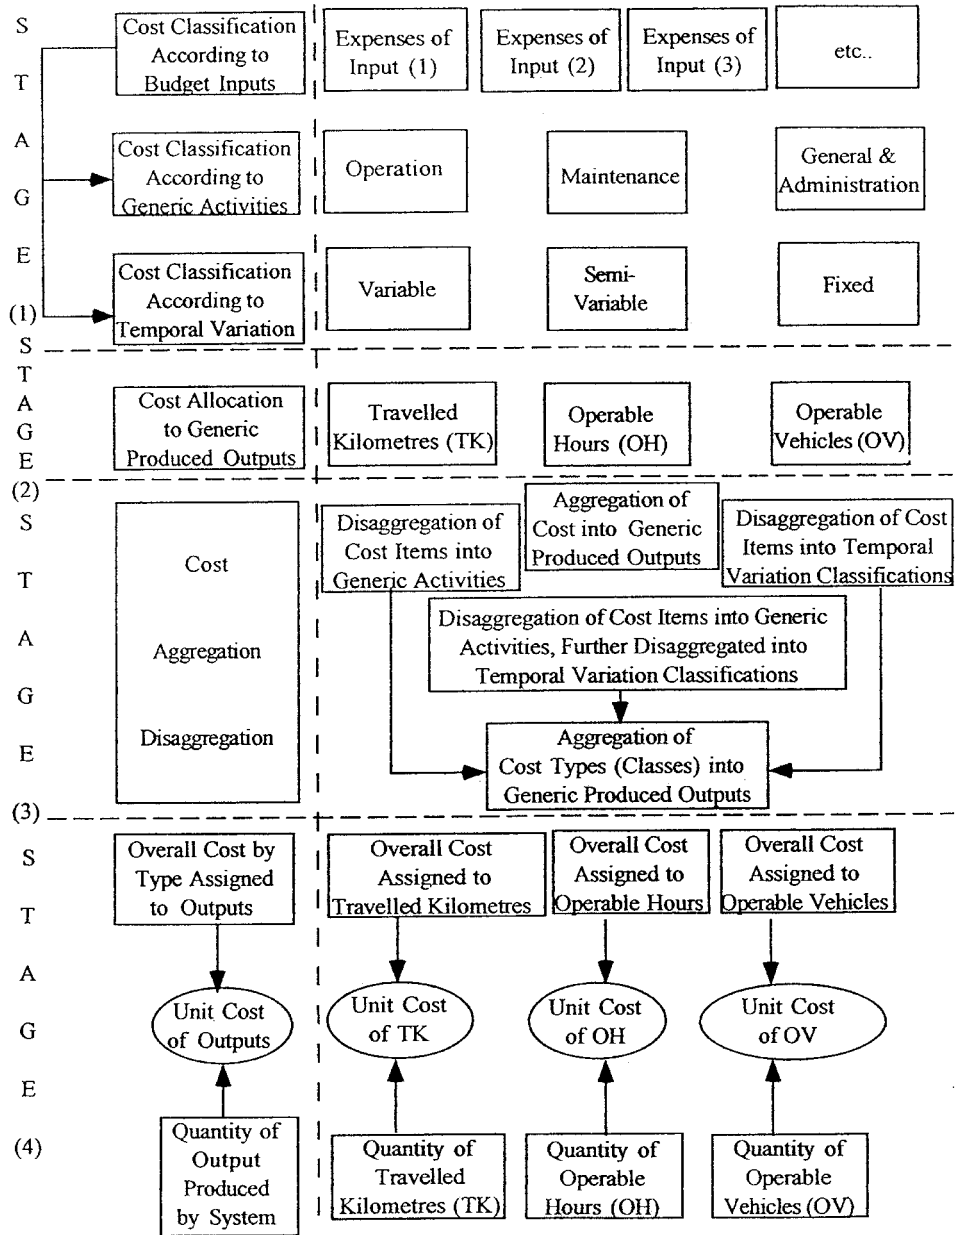 STAGE (1)
Cost Classification
According to
Budget Inputs
Expenses of
Input (1)
Expenses of
Input (2)
Expenses of
Input (3)
etc..
Cost Classification
According to
Generic Activities
Operation
Maintenance
General &
Administration
Cost Classification
According to
Temporal Variation
Variable
Semi-
Variable
Fixed
STAGE (2)
Cost Allocation
to Generic
Produced Outputs
Travelled
Kilometres (TK)
Operable
Hours (OH)
Operable
Vehicles (OV)
STAGE (3)
Cost
Aggregation
Disaggregation
Disaggregation of
Cost Items into
Generic Activities
Aggregation of
Cost into Generic
Produced Outputs
Disaggregation of Cost
Items into Temporal
Variation Classifications
Disaggregation of Cost Items into Generic
Activities, Further Disaggregated into
Temporal Variation Classifications
Aggregation of
Cost Types (Classes) into
Generic Produced Outputs
STAGE (4)
Overall Cost by
Type Assigned
to Outputs
Overall Cost
Assigned to
Travelled Kilometres
Overall Cost
Assigned to
Operable Hours
Overall Cost
Assigned to
Operable Vehicles
Unit Cost
of Outputs
Unit Cost
of TK
Unit Cost
of OH
Unit Cost
of OV
Quantity of
Output
Produced
by System
Quantity of
Travelled
Kilometres (TK)
Quantity of
Operable
Hours (OH)
Quantity of
Operable
Vehicles (OV)